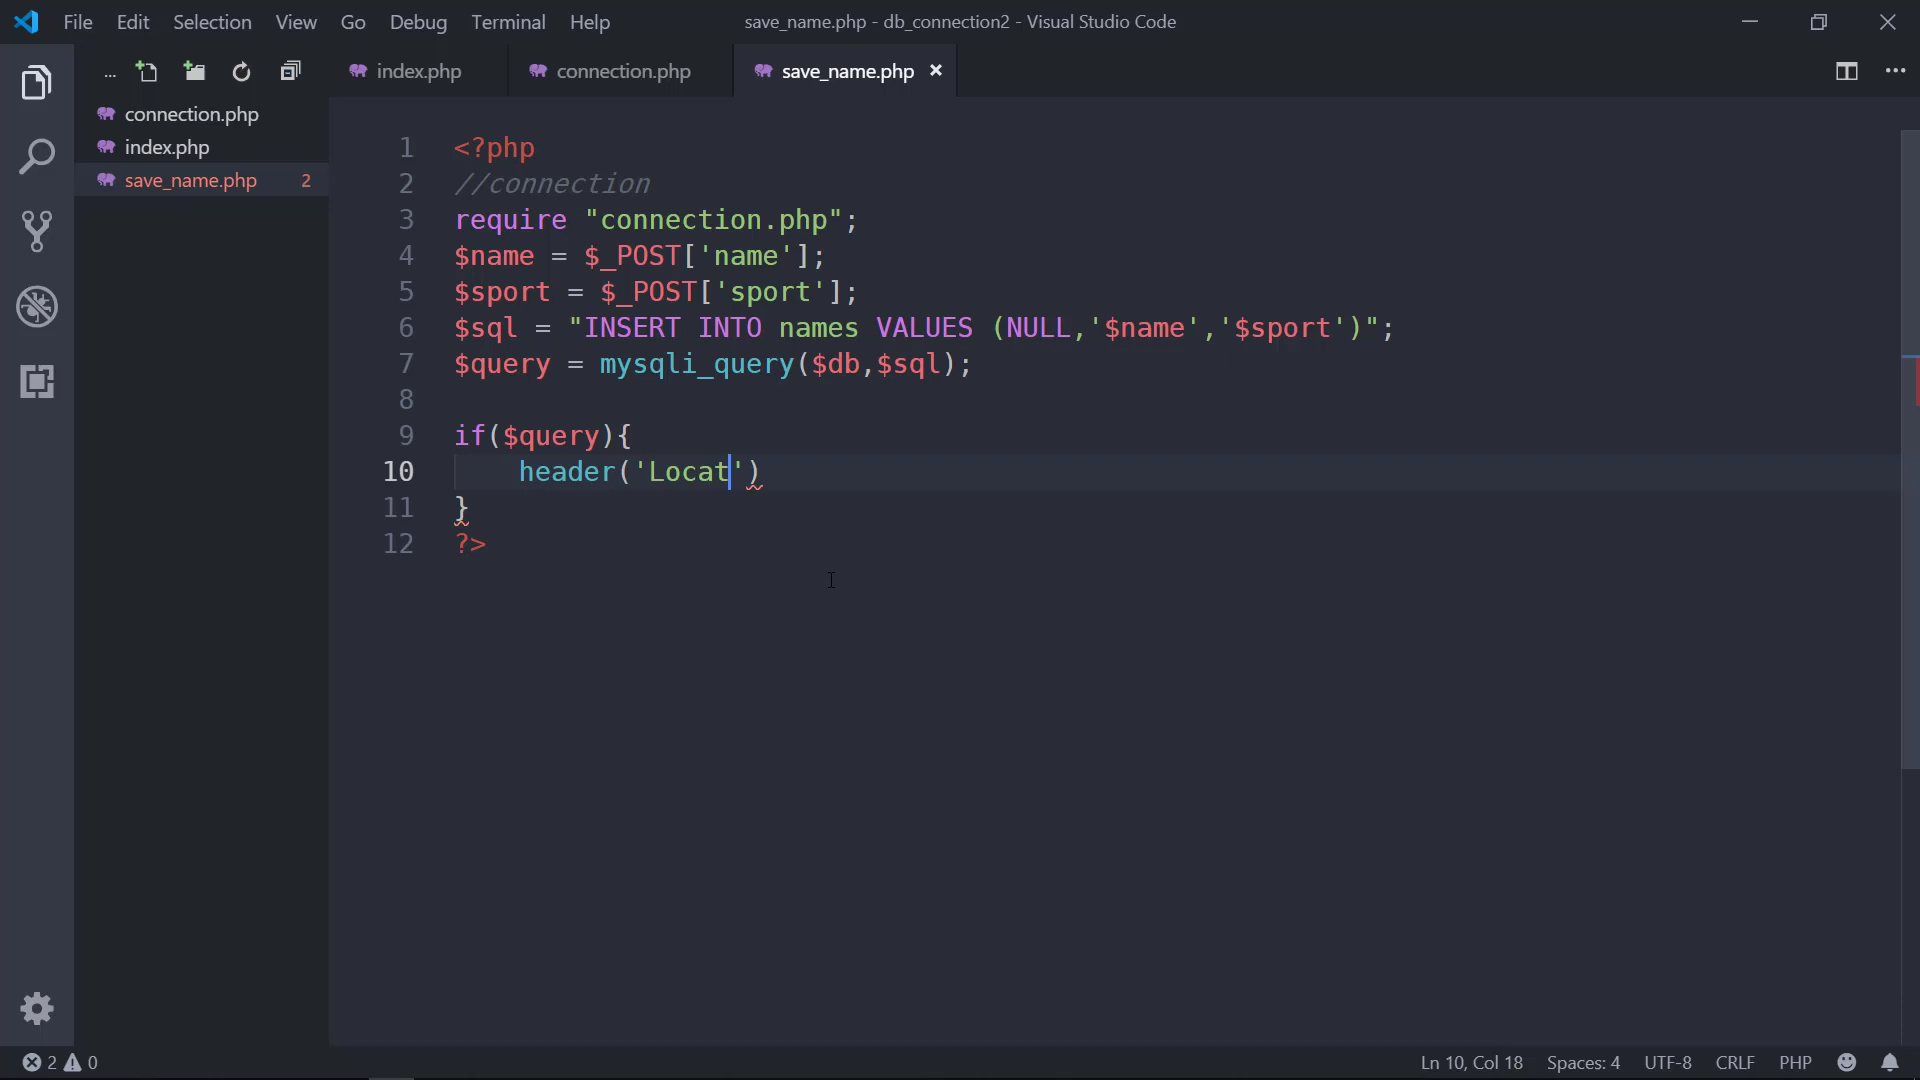 File Edit Selection View Go Debug Terminal Help
save_name.php - db_connection2 - Visual Studio Code
...
index.php
connection.php
save_name.php
connection.php
index.php
save_name.php 2
1 <?php
2 //connection
3 require "connection.php";
4 $name = $_POST['name'];
5 $sport = $_POST['sport'];
6 $sql = "INSERT INTO names VALUES (NULL,'$name','$sport')";
7 $query = mysqli_query($db,$sql);
8
9 if($query){
10 header('Locat')
11 }
12 ?>
2 0
Ln 10, Col 18 Spaces: 4 UTF-8 CRLF PHP